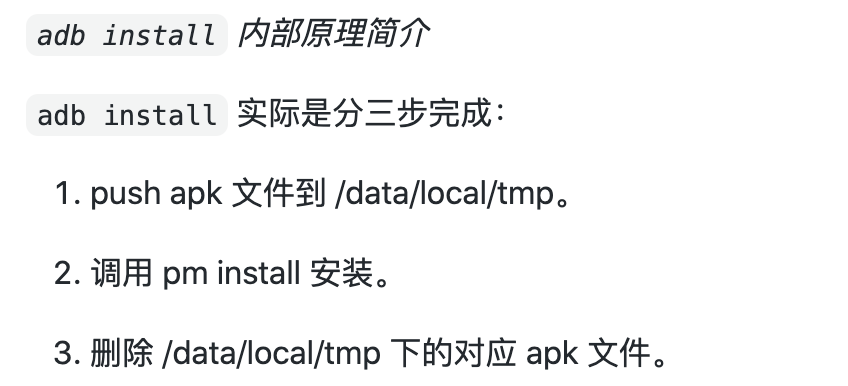 adb install 内部原理简介
adb install 实际是分三步完成：
1. push apk 文件到 /data/local/tmp。
2. 调用 pm install 安装。
3. 删除 /data/local/tmp 下的对应 apk 文件。